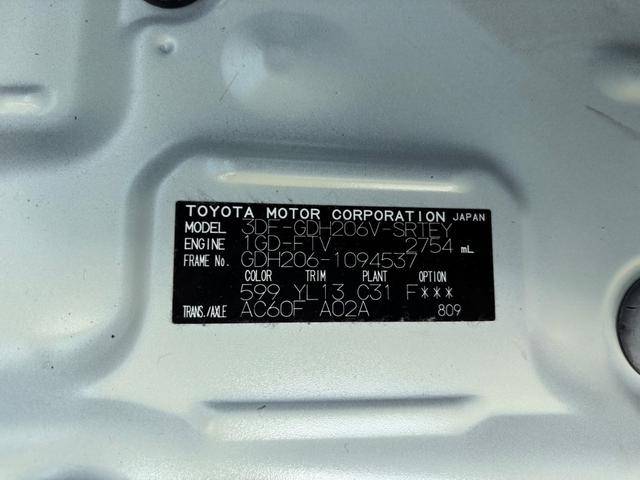 TOYOTA MOTOR CORPORATION JAPAN
MODEL 3DF-GDH206V-SRTEY
ENGINE 1GD-FTV 2754 mL
FRAME No. GDH206-1094537
COLOR TRIM PLANT OPTION
599 YL13 C31 F***
TRANS./AXLE AC60F A02A 809